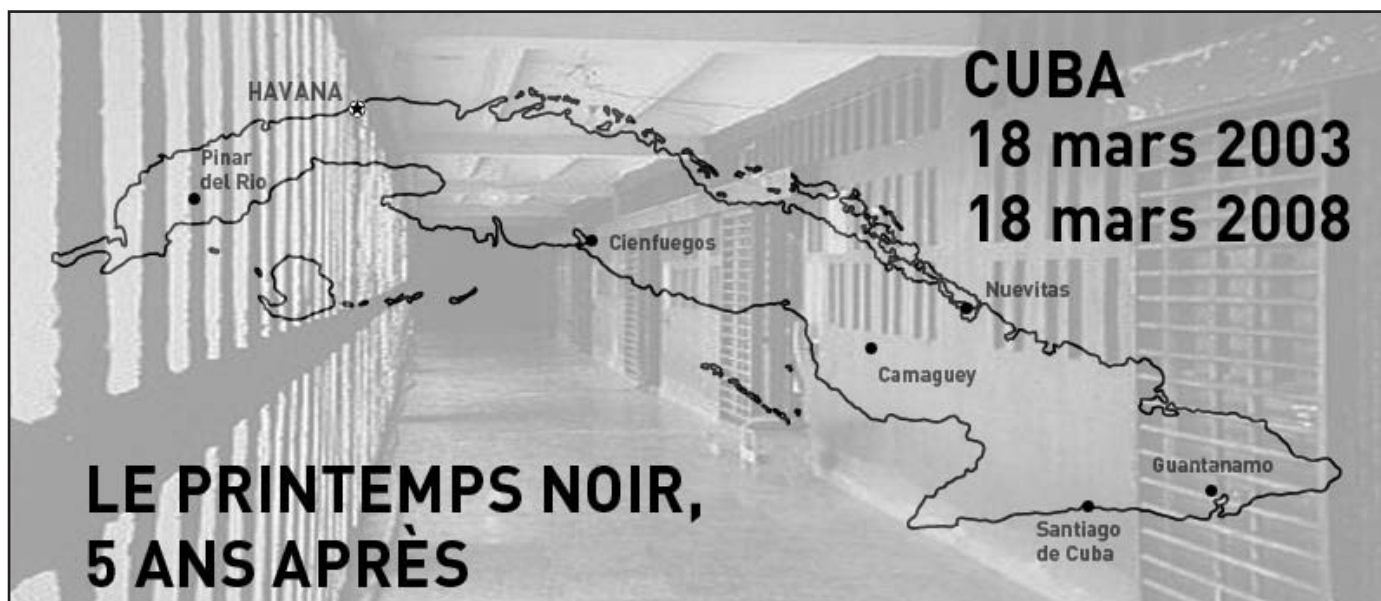 CUBA
18 mars 2003
18 mars 2008
HAVANA
Pinar
del Rio
Cienfuegos
Nuevitas
Camaguey
Guantanamo
Santiago
de Cuba
LE PRINTEMPS NOIR,
5 ANS APRÈS